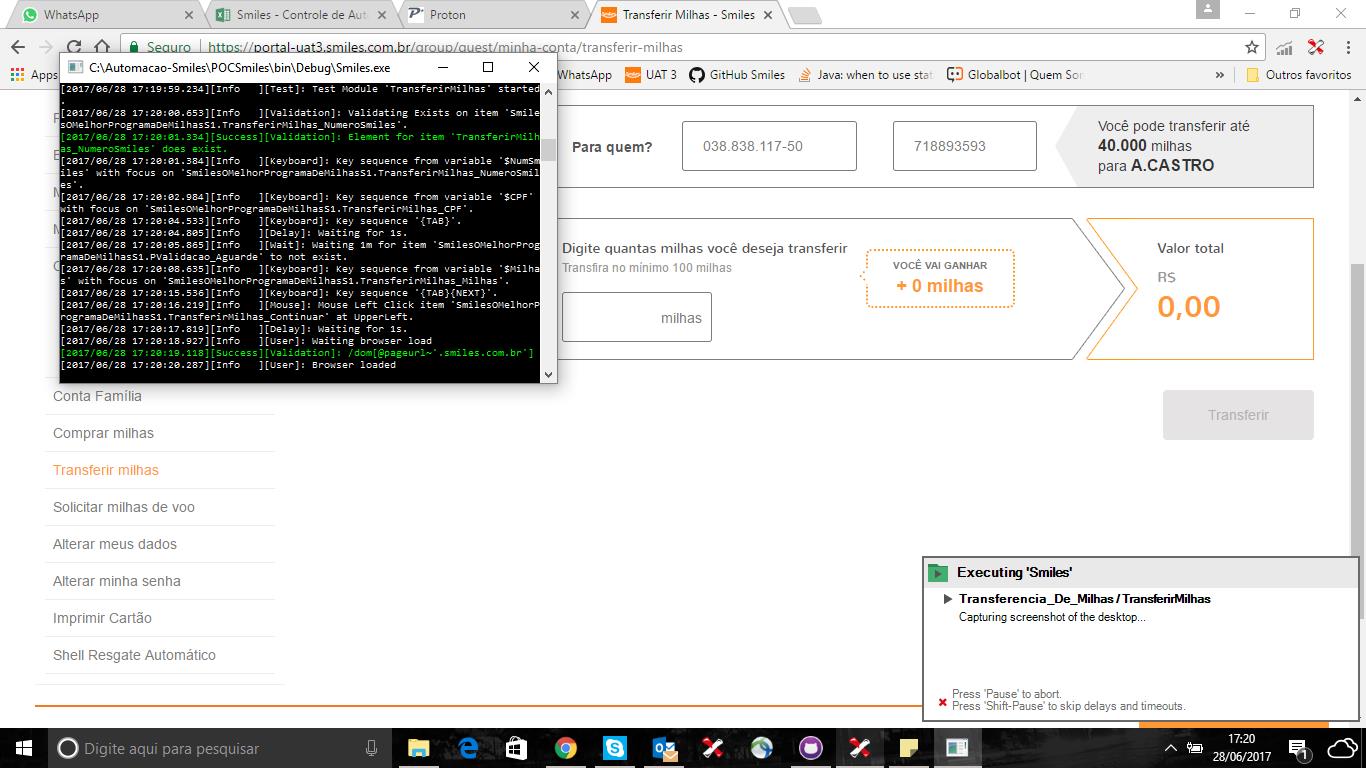 WhatsApp
Smiles - Controle de Aut
Proton
Transferir Milhas - Smiles
Seguro
https://portal-uat3.smiles.com.br/group/guest/minha-conta/transferir-milhas
Apps
WhatsApp
UAT 3
GitHub Smiles
Java: when to use stat
Globalbot | Quem Som
»
Outros favoritos
C:\Automacao-Smiles\POCSmiles\bin\Debug\Smiles.exe
[2017/06/28 17:19:59.234][Info   ][Test]: Test Module 'TransferirMilhas' started
.
[2017/06/28 17:20:00.653][Info   ][Validation]: Validating Exists on item 'Smile
sOMelhorProgramaDeMilhasS1.TransferirMilhas_NumeroSmiles'.
[2017/06/28 17:20:01.334][Success][Validation]: Element for item 'TransferirMilh
as_NumeroSmiles' does exist.
[2017/06/28 17:20:01.384][Info   ][Keyboard]: Key sequence from variable '$NumSm
iles' with focus on 'SmilesOMelhorProgramaDeMilhasS1.TransferirMilhas_NumeroSmil
es'.
[2017/06/28 17:20:02.984][Info   ][Keyboard]: Key sequence from variable '$CPF'
with focus on 'SmilesOMelhorProgramaDeMilhasS1.TransferirMilhas_CPF'.
[2017/06/28 17:20:04.533][Info   ][Keyboard]: Key sequence '{TAB}'.
[2017/06/28 17:20:04.805][Info   ][Delay]: Waiting for 1s.
[2017/06/28 17:20:05.865][Info   ][Wait]: Waiting 1m for item 'SmilesOMelhorProg
ramaDeMilhasS1.PValidacao_Aguarde' to not exist.
[2017/06/28 17:20:08.635][Info   ][Keyboard]: Key sequence from variable '$Milha
s' with focus on 'SmilesOMelhorProgramaDeMilhasS1.TransferirMilhas_Milhas'.
[2017/06/28 17:20:15.536][Info   ][Keyboard]: Key sequence '{TAB}{NEXT}'.
[2017/06/28 17:20:16.219][Info   ][Mouse]: Mouse Left Click item 'SmilesOMelhorP
rogramaDeMilhasS1.TransferirMilhas_Continuar' at UpperLeft.
[2017/06/28 17:20:17.819][Info   ][Delay]: Waiting for 1s.
[2017/06/28 17:20:18.927][Info   ][User]: Waiting browser load
[2017/06/28 17:20:19.118][Success][Validation]: /dom[@pageurl~'.smiles.com.br']
[2017/06/28 17:20:20.287][Info   ][User]: Browser loaded
Para quem?
038.838.117-50
718893593
Você pode transferir até
40.000 milhas
para A.CASTRO
Digite quantas milhas você deseja transferir
Transfira no mínimo 100 milhas
milhas
VOCÊ VAI GANHAR
+ 0 milhas
Valor total
R$
0,00
Transferir
Conta Família
Comprar milhas
Transferir milhas
Solicitar milhas de voo
Alterar meus dados
Alterar minha senha
Imprimir Cartão
Shell Resgate Automático
Executing 'Smiles'
Transferencia_De_Milhas / TransferirMilhas
Capturing screenshot of the desktop...
Press 'Pause' to abort.
Press 'Shift-Pause' to skip delays and timeouts.
Digite aqui para pesquisar
17:20
28/06/2017
1